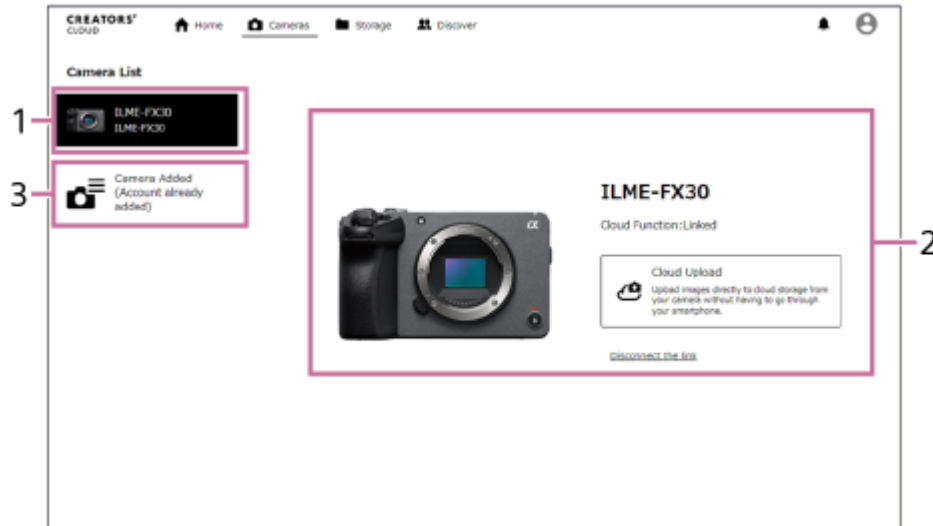 CREATORS'
CLOUD
Home
Cameras
Storage
Discover
Camera List
1
ILME-FX30
ILME-FX30
3
Camera Added
(Account already
added)
α
ILME-FX30
Cloud Function:Linked
2
Cloud Upload
Upload images directly to cloud storage from
your camera without having to go through
your smartphone.
Disconnect the link